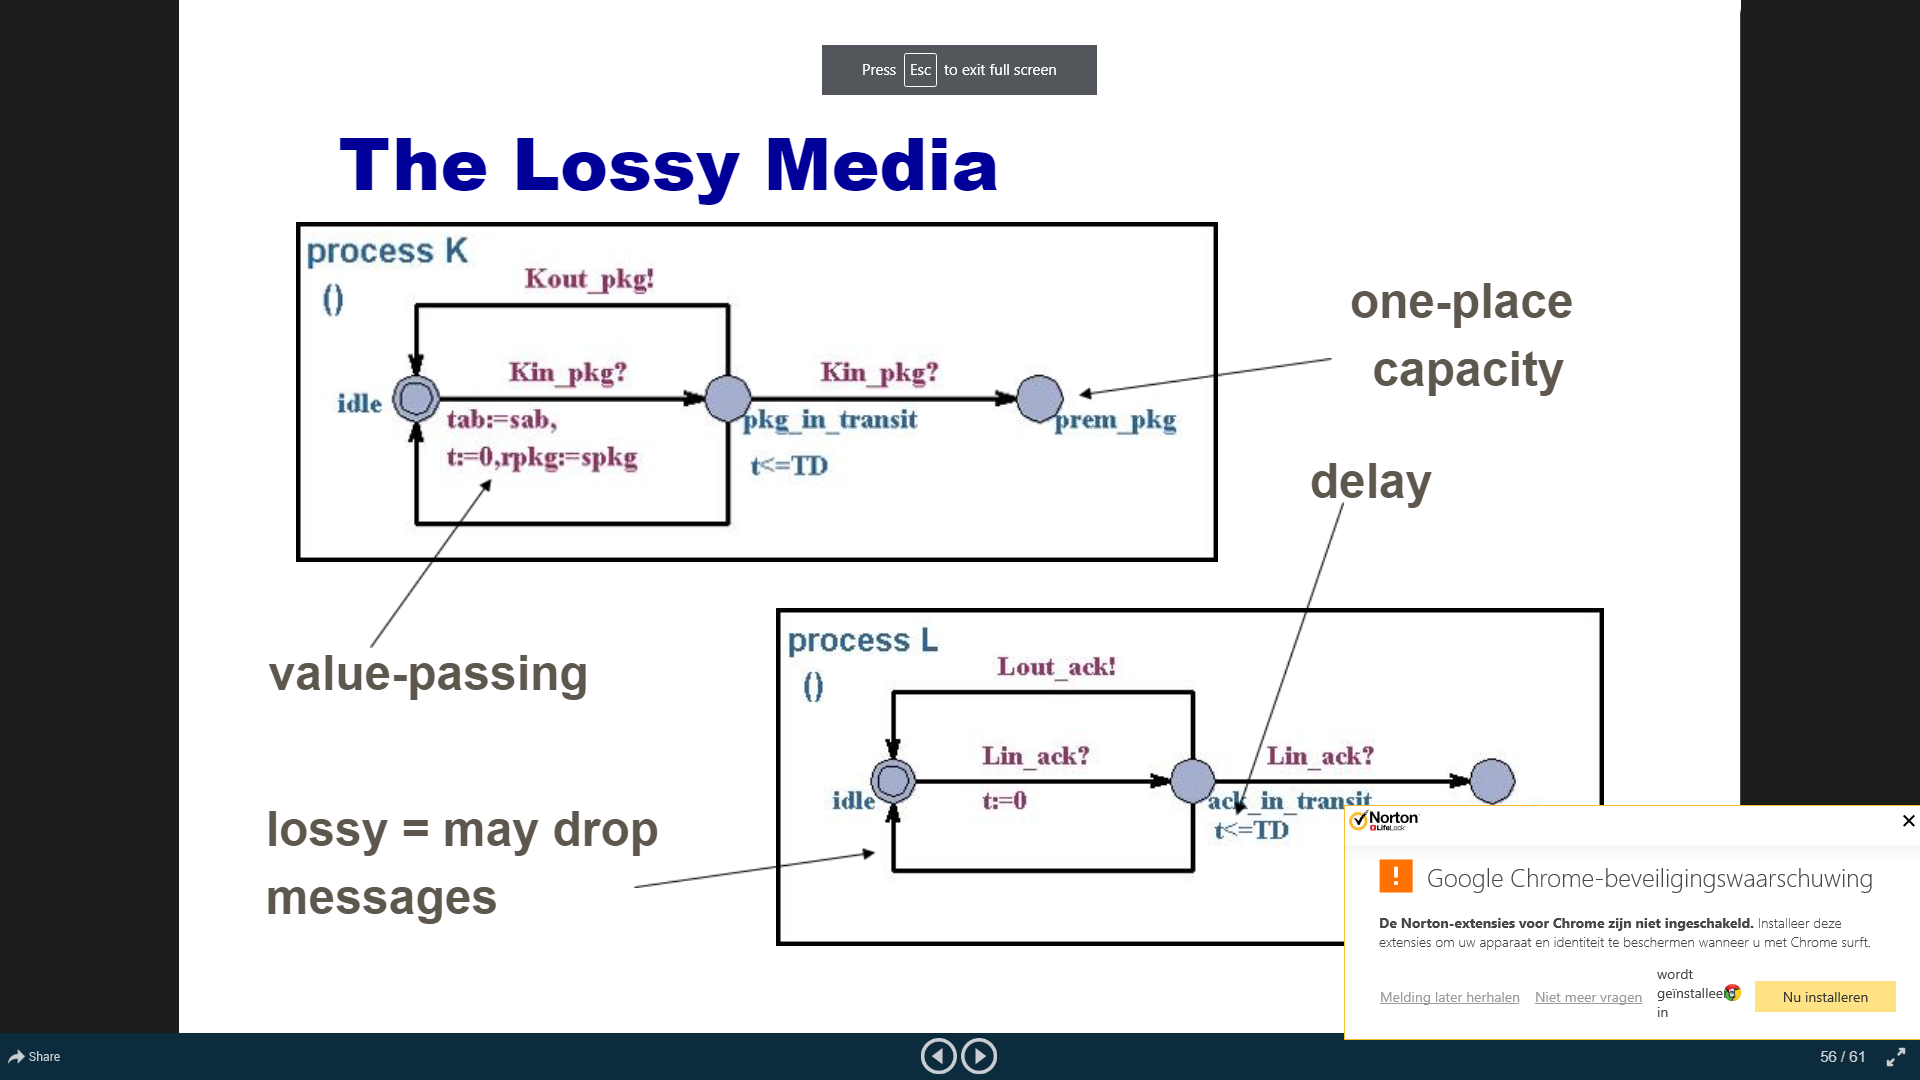 Press Esc to exit full screen
The Lossy Media
process K
()
Kout_pkg!
Kin_pkg?
Kin_pkg?
idle
tab:=sab,
t:=0,rpkg:=spkg
pkg_in_transit
t<=TD
prem_pkg
one-place
capacity
delay
value-passing
process L
()
Lout_ack!
Lin_ack?
Lin_ack?
idle
t:=0
ack_in_transit
t<=TD
lossy = may drop
messages
Norton
LifeLock
Google Chrome-beveiligingswaarschuwing
De Norton-extensies voor Chrome zijn niet ingeschakeld. Installeer deze
extensies om uw apparaat en identiteit te beschermen wanneer u met Chrome surft.
Melding later herhalen
Niet meer vragen
wordt
geïnstallee
in
Nu installeren
Share
56 / 61